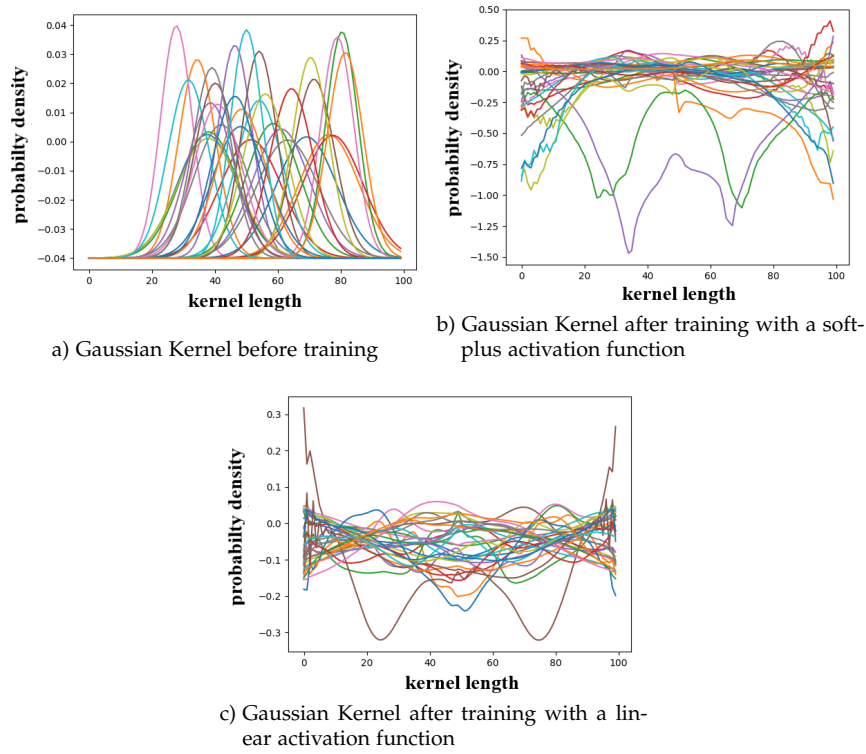 0.04
0.03
0.02
0.01
0.00
−0.01
−0.02
−0.03
−0.04
probabilty density
0 20 40 60 80 100
kernel length
a) Gaussian Kernel before training
0.50
0.25
0.00
−0.25
−0.50
−0.75
−1.00
−1.25
−1.50
probabilty density
0 20 40 60 80 100
kernel length
b) Gaussian Kernel after training with a soft-
plus activation function
0.3
0.2
0.1
0.0
−0.1
−0.2
−0.3
probabilty density
0 20 40 60 80 100
kernel length
c) Gaussian Kernel after training with a lin-
ear activation function